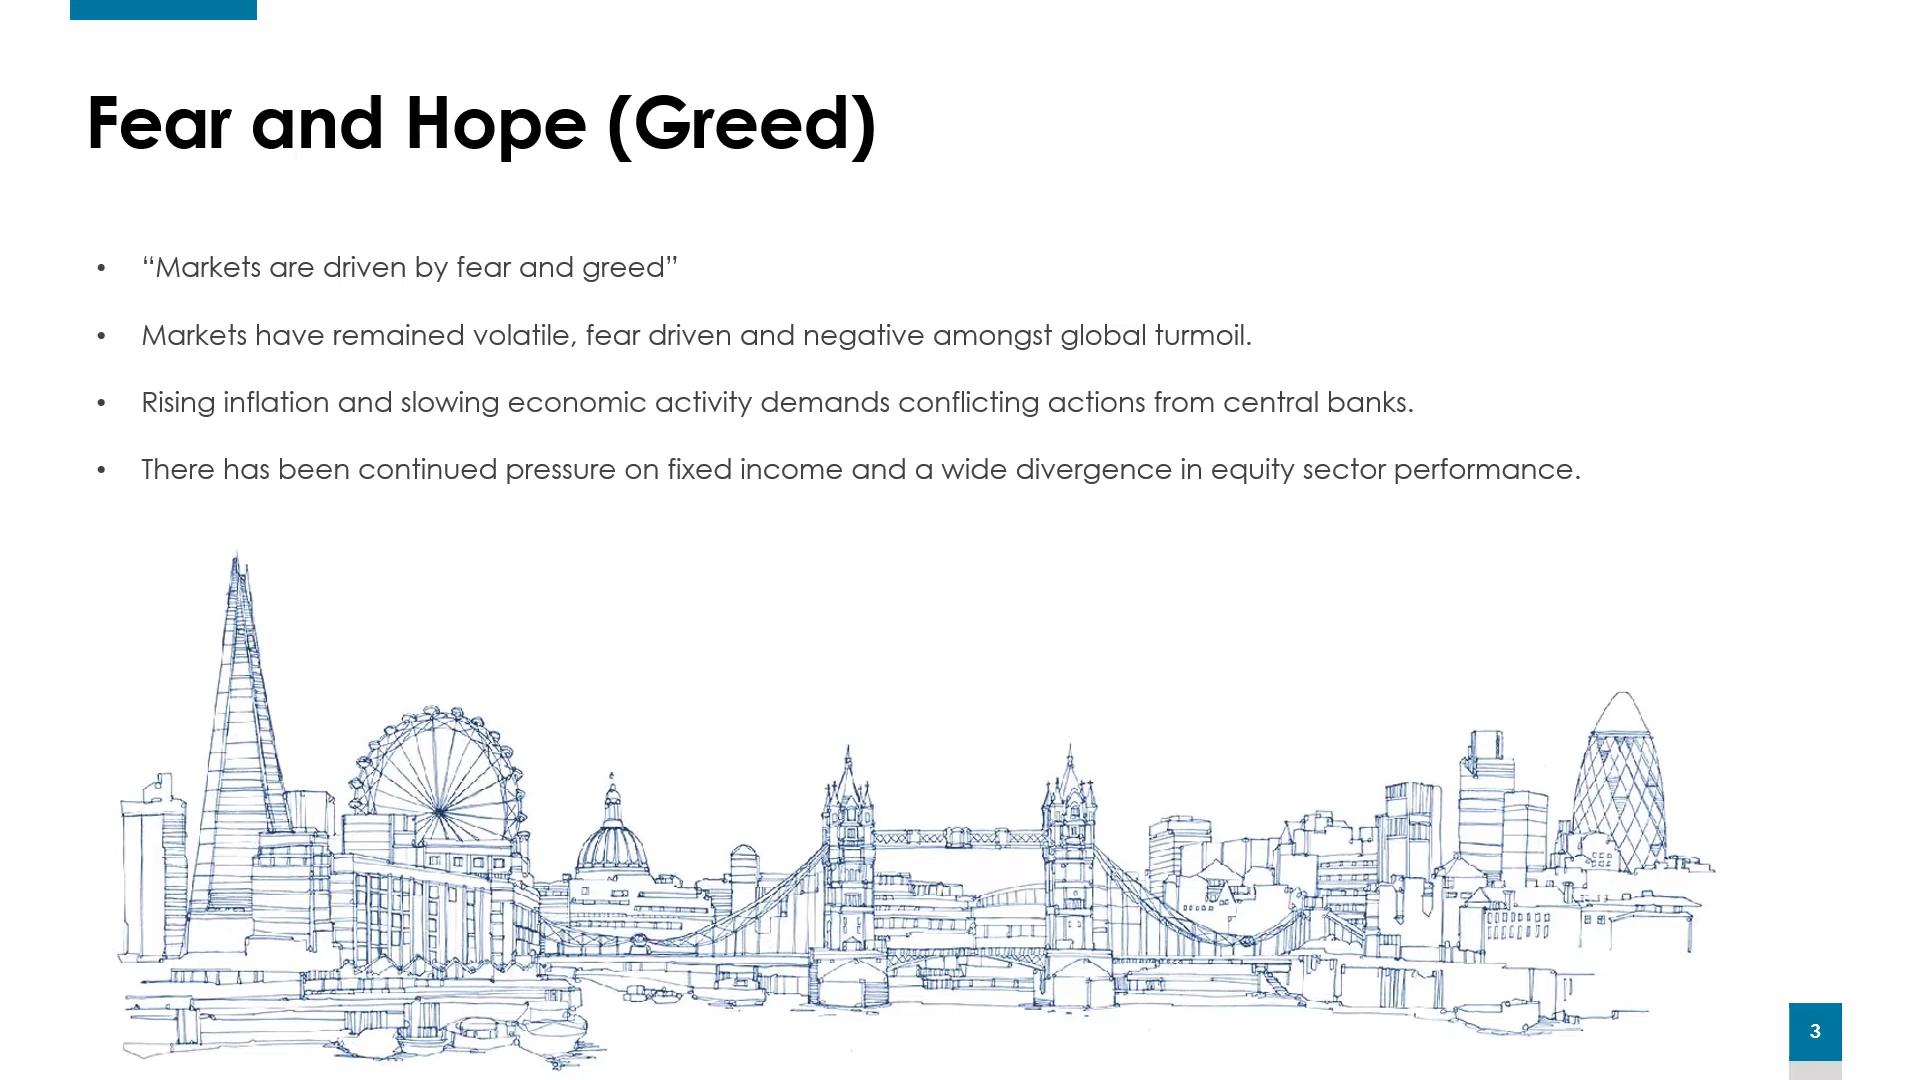 Fear and Hope (Greed)
• “Markets are driven by fear and greed”
• Markets have remained volatile, fear driven and negative amongst global turmoil.
• Rising inflation and slowing economic activity demands conflicting actions from central banks.
• There has been continued pressure on fixed income and a wide divergence in equity sector performance.
3